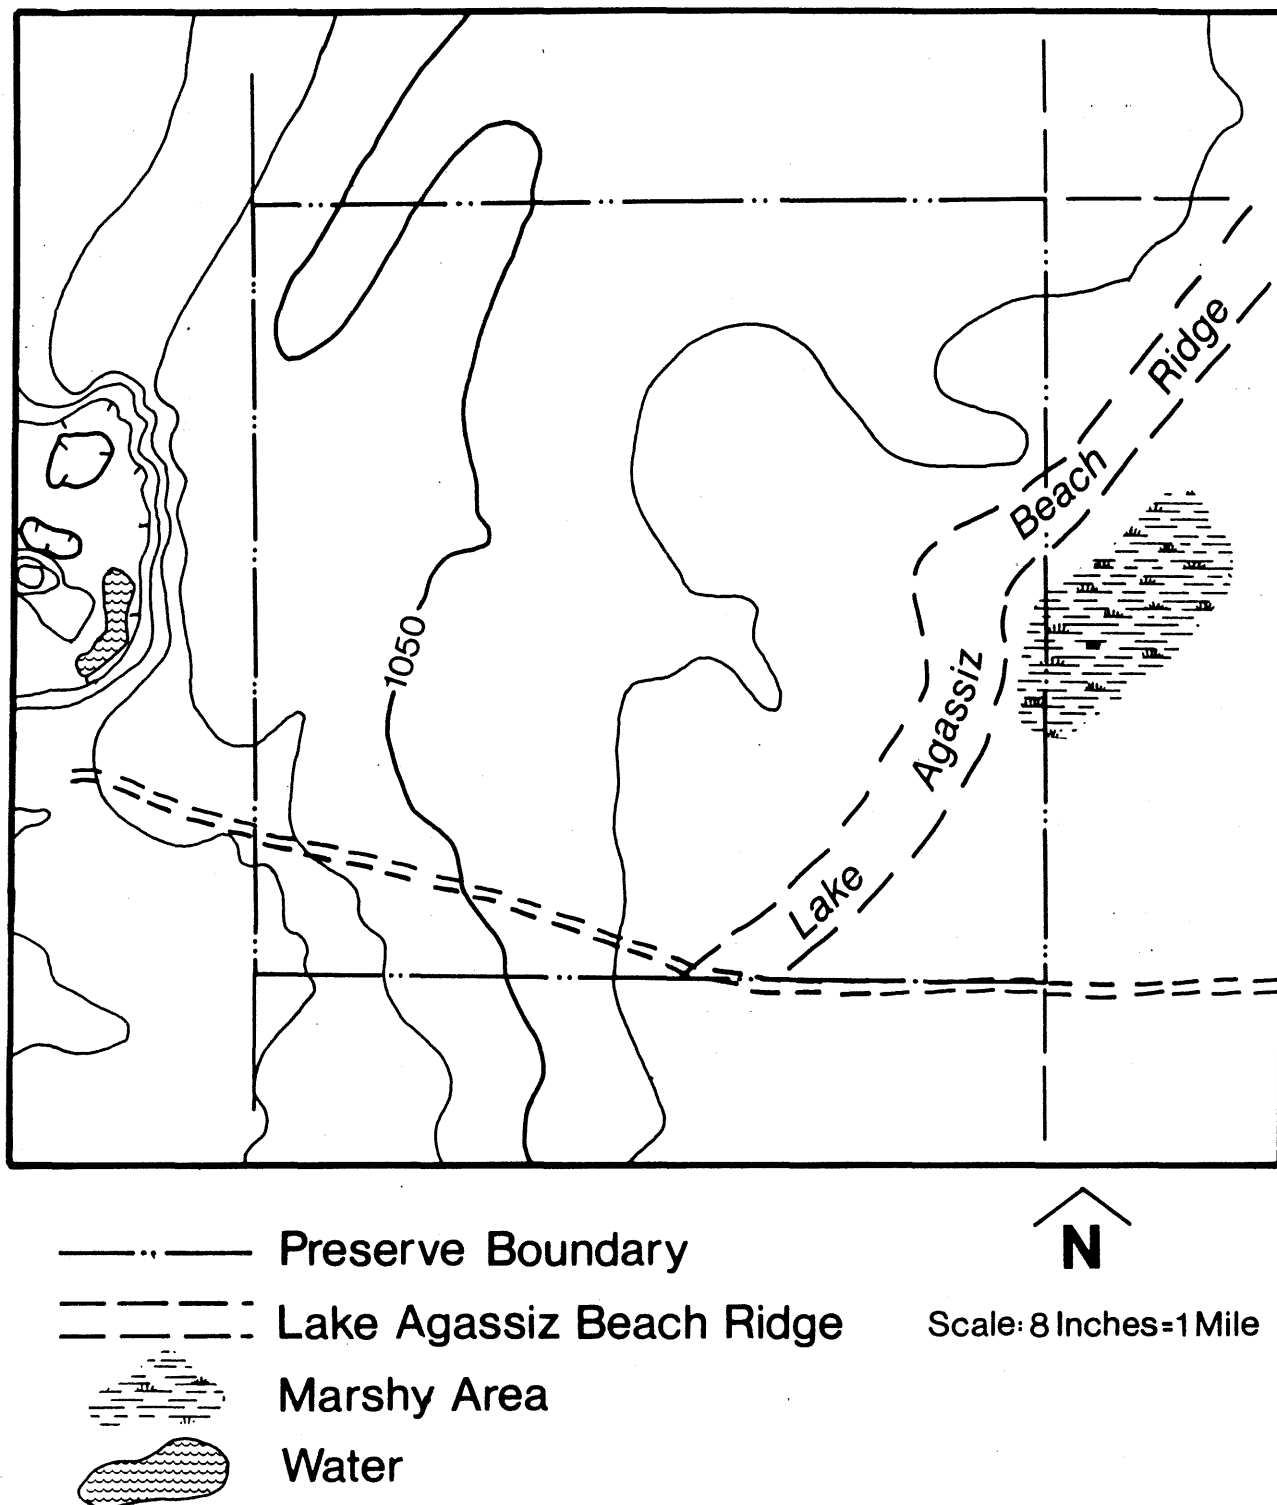 Ridge
Beach
1050
Agassiz
Lake
N
Preserve Boundary
Lake Agassiz Beach Ridge
Scale: 8 Inches=1 Mile
Marshy Area
Water